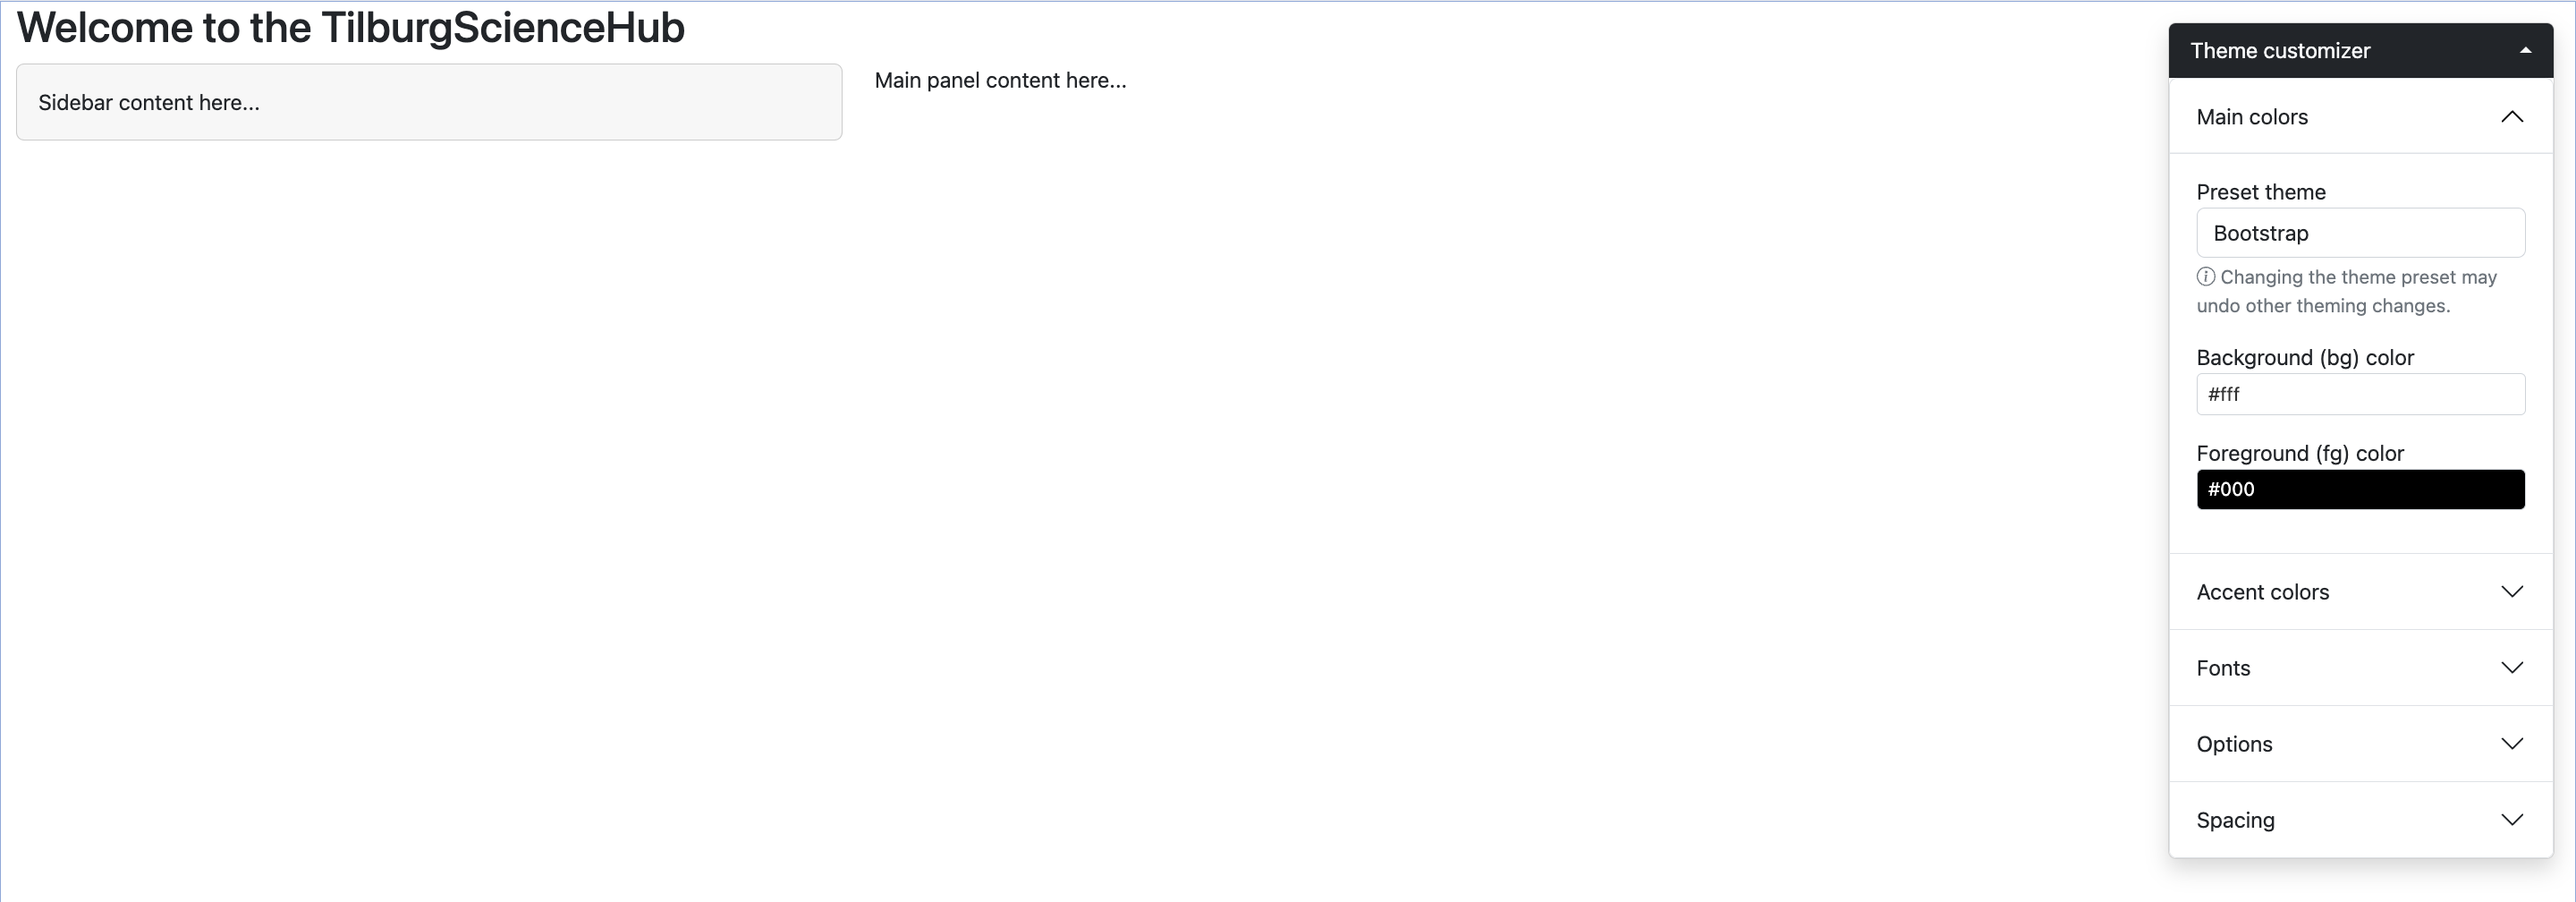 Welcome to the TilburgScienceHub
Sidebar content here...
Main panel content here...
Theme customizer
Main colors
Preset theme
Bootstrap
Changing the theme preset may
undo other theming changes.
Background (bg) color
#fff
Foreground (fg) color
#000
Accent colors
Fonts
Options
Spacing